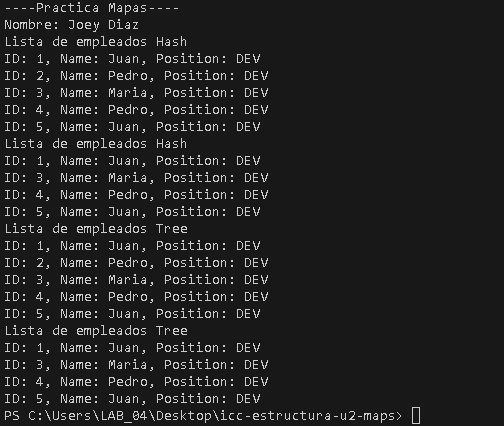 ----Practica Mapas----
Nombre: Joey Diaz
Lista de empleados Hash
ID: 1, Name: Juan, Position: DEV
ID: 2, Name: Pedro, Position: DEV
ID: 3, Name: Maria, Position: DEV
ID: 4, Name: Pedro, Position: DEV
ID: 5, Name: Juan, Position: DEV
Lista de empleados Hash
ID: 1, Name: Juan, Position: DEV
ID: 3, Name: Maria, Position: DEV
ID: 4, Name: Pedro, Position: DEV
ID: 5, Name: Juan, Position: DEV
Lista de empleados Tree
ID: 1, Name: Juan, Position: DEV
ID: 2, Name: Pedro, Position: DEV
ID: 3, Name: Maria, Position: DEV
ID: 4, Name: Pedro, Position: DEV
ID: 5, Name: Juan, Position: DEV
Lista de empleados Tree
ID: 1, Name: Juan, Position: DEV
ID: 3, Name: Maria, Position: DEV
ID: 4, Name: Pedro, Position: DEV
ID: 5, Name: Juan, Position: DEV
PS C:\Users\LAB_04\Desktop\icc-estructura-u2-maps>